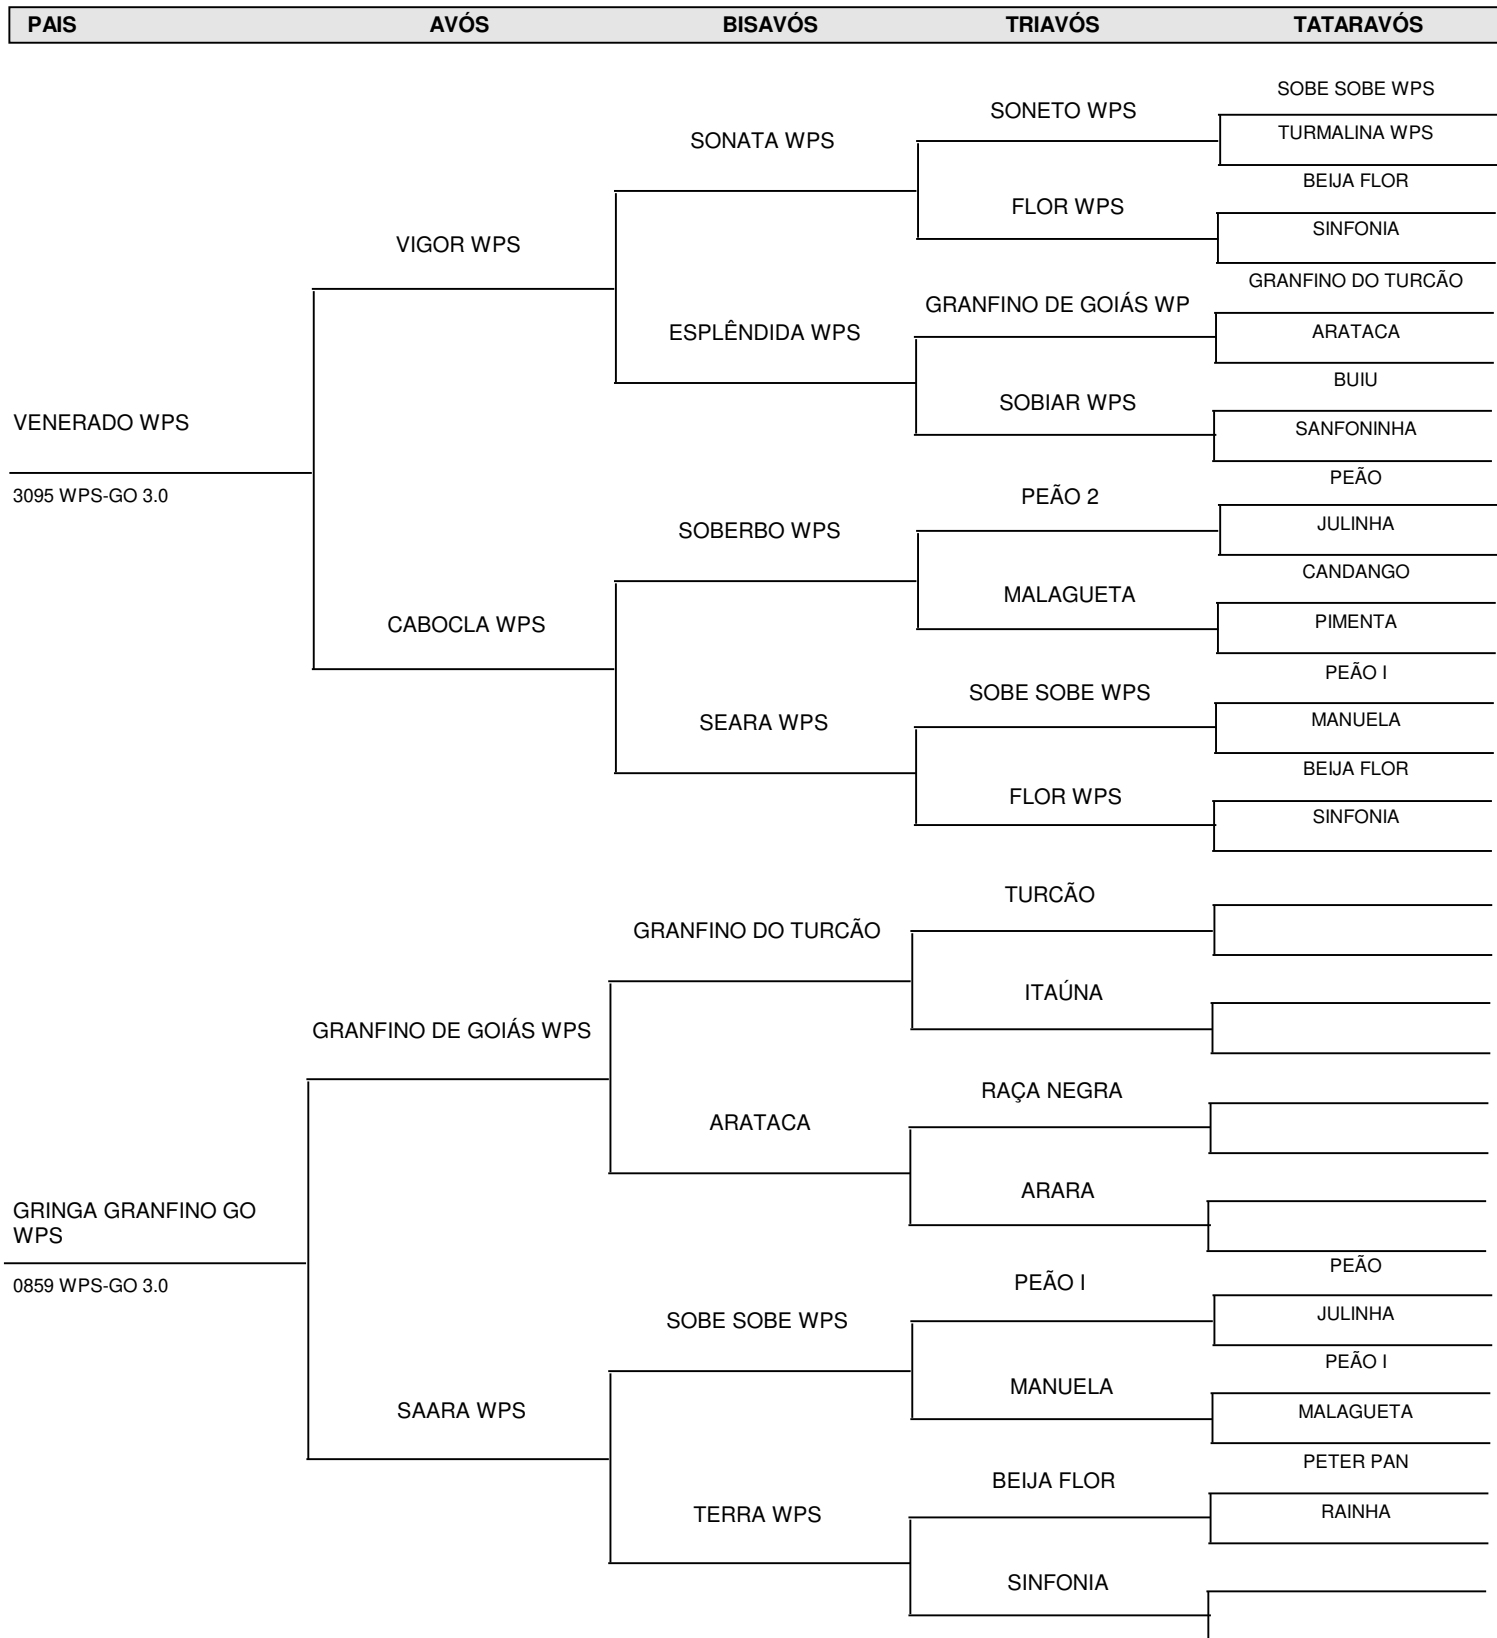 PAIS AVÓS BISAVÓS TRIAVÓS TATARAVÓS
SOBE SOBE WPS
SONETO WPS
TURMALINA WPS
SONATA WPS
BEIJA FLOR
FLOR WPS
SINFONIA
VIGOR WPS
GRANFINO DO TURCÃO
GRANFINO DE GOIÁS WP
ARATACA
ESPLÊNDIDA WPS
BUIU
SOBIAR WPS
SANFONINHA
VENERADO WPS
3095 WPS-GO 3.0
PEÃO
PEÃO 2
JULINHA
SOBERBO WPS
CANDANGO
MALAGUETA
PIMENTA
CABOCLA WPS
PEÃO I
SOBE SOBE WPS
MANUELA
SEARA WPS
BEIJA FLOR
FLOR WPS
SINFONIA
TURCÃO
GRANFINO DO TURCÃO
ITAÚNA
GRANFINO DE GOIÁS WPS
RAÇA NEGRA
ARATACA
ARARA
GRINGA GRANFINO GO
WPS
0859 WPS-GO 3.0
PEÃO
PEÃO I
JULINHA
SOBE SOBE WPS
PEÃO I
MANUELA
MALAGUETA
SAARA WPS
PETER PAN
BEIJA FLOR
RAINHA
TERRA WPS
SINFONIA